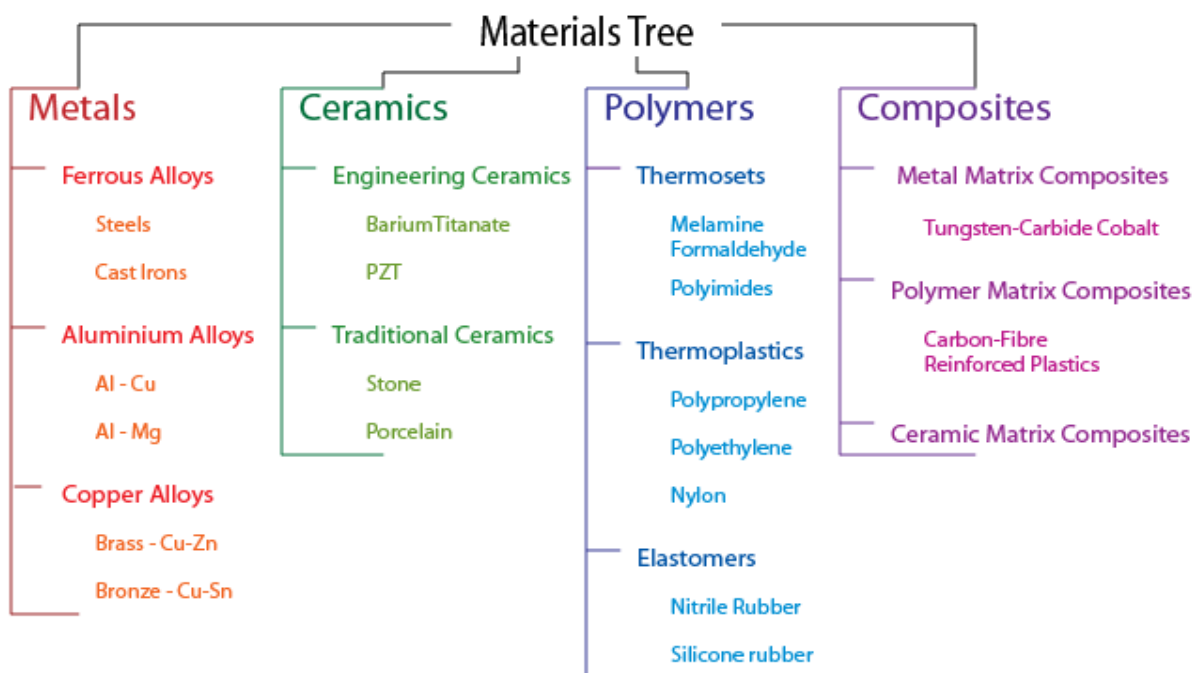 Materials Tree
Metals
Ferrous Alloys
Steels
Cast Irons
Aluminium Alloys
Al - Cu
Al - Mg
Copper Alloys
Brass - Cu-Zn
Bronze - Cu-Sn
Ceramics
Engineering Ceramics
BariumTitanate
PZT
Traditional Ceramics
Stone
Porcelain
Polymers
Thermosets
Melamine
Formaldehyde
Polyimides
Thermoplastics
Polypropylene
Polyethylene
Nylon
Elastomers
Nitrile Rubber
Silicone rubber
Composites
Metal Matrix Composites
Tungsten-Carbide Cobalt
Polymer Matrix Composites
Carbon-Fibre
Reinforced Plastics
Ceramic Matrix Composites